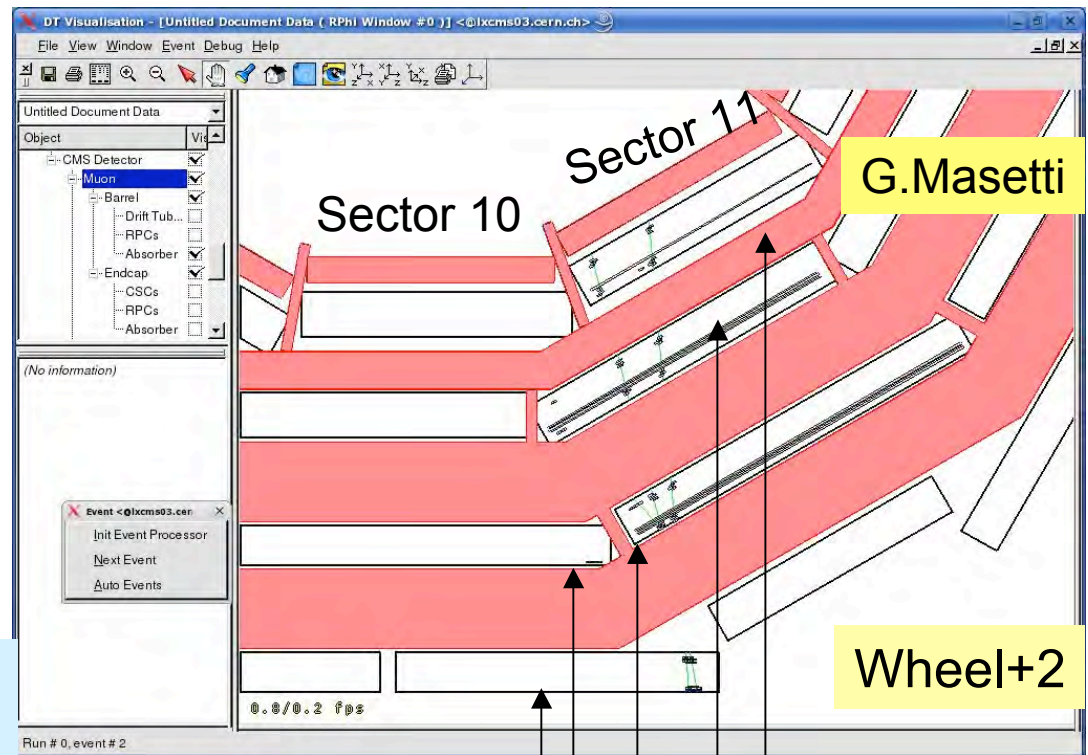 DT Visualisation - [Untitled Document Data ( RPhi Window #0 )] <@lxcms03.cern.ch>
File View Window Event Debug Help
Untitled Document Data
Object Vis
CMS Detector
Muon
Barrel
Drift Tub...
RPCs
Absorber
Endcap
CSCs
RPCs
Absorber
(No information)
Event <@lxcms03.cer
Init Event Processor
Next Event
Auto Events
Sector 10
Sector 11
G.Masetti
Wheel+2
0.8/0.2 fps
Run # 0, event # 2